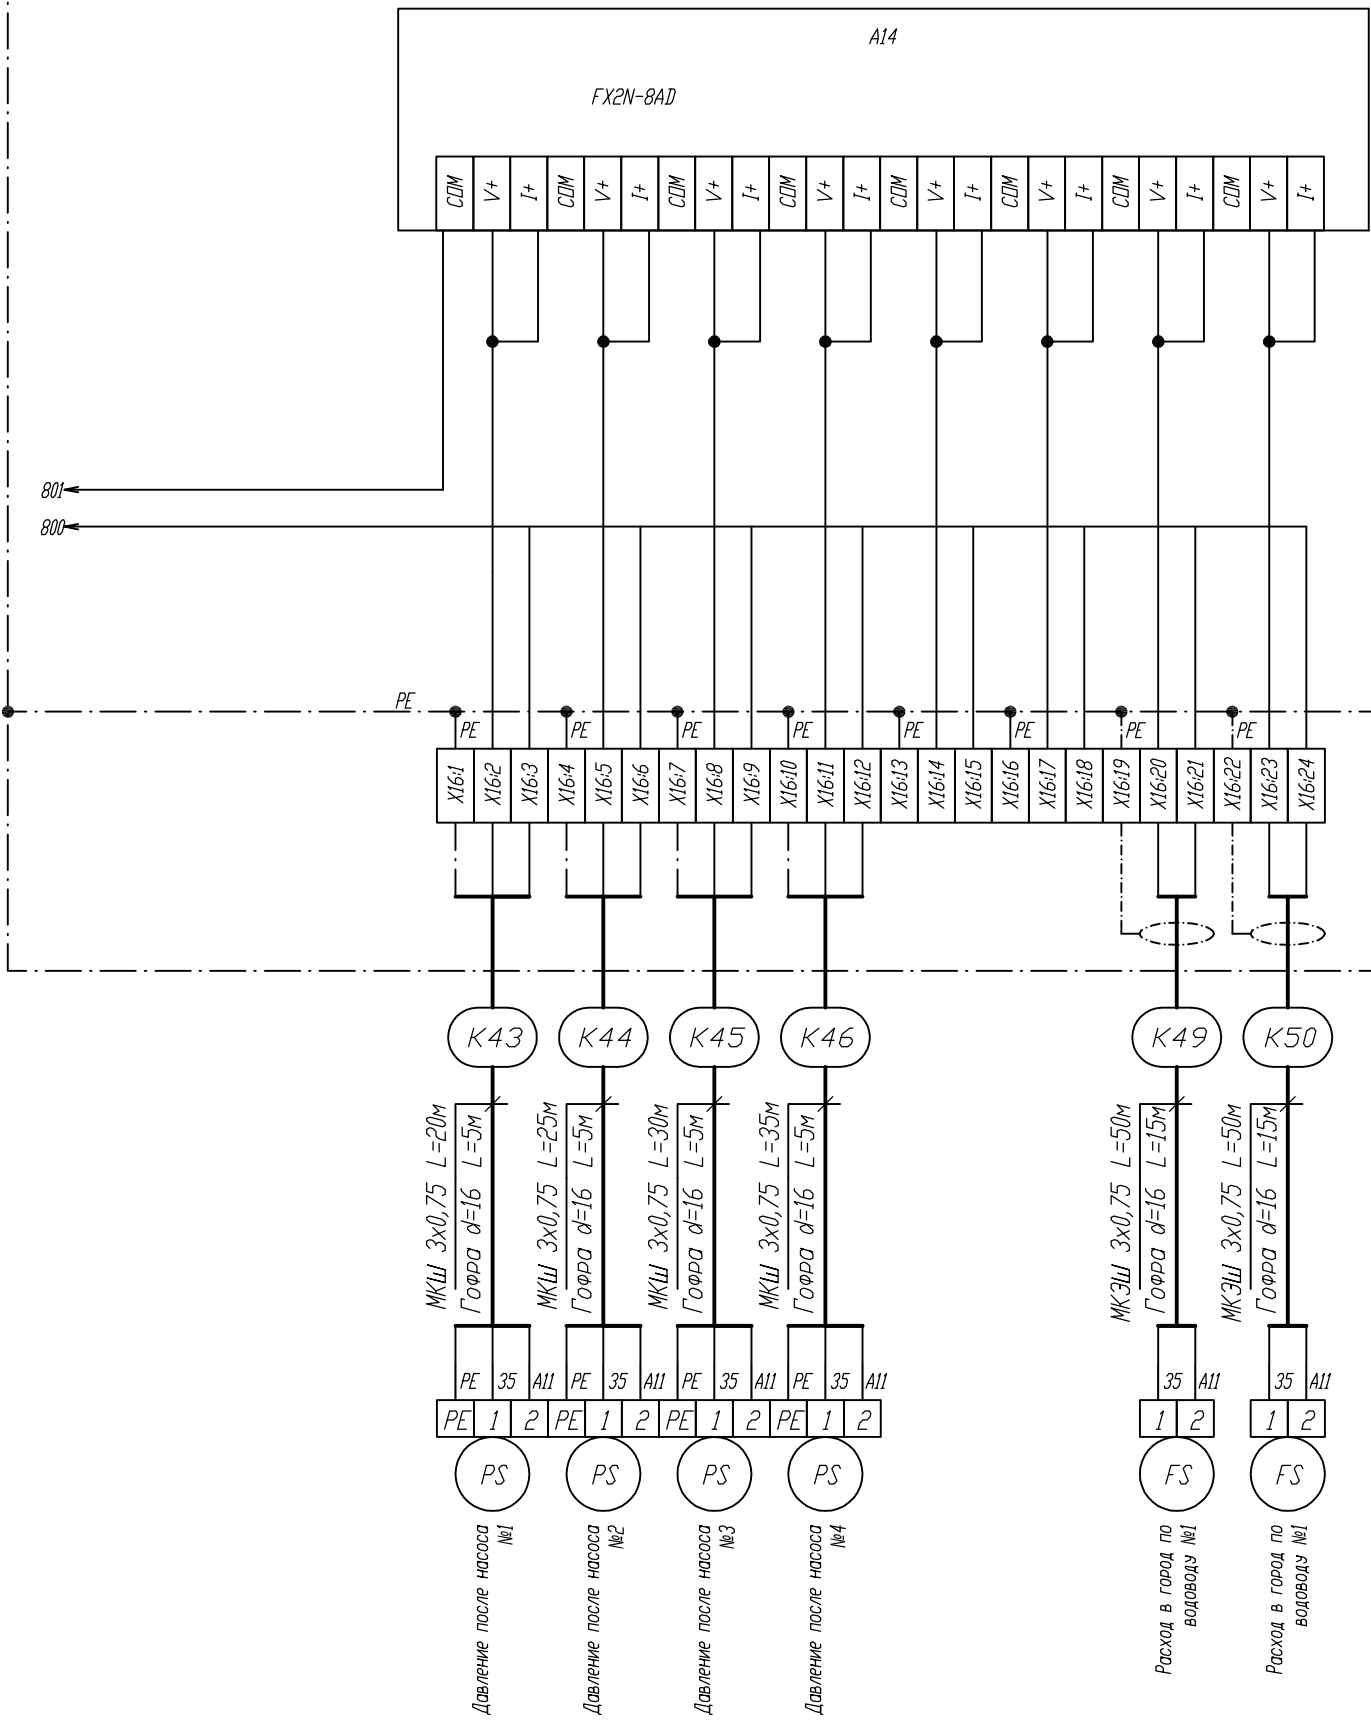 A14
FX2N-8AD
COM V+ I+ COM V+ I+ COM V+ I+ COM V+ I+ COM V+ I+ COM V+ I+ COM V+ I+ COM V+ I+
801
800
PE
PE PE PE PE PE PE PE PE
X16:1 X16:2 X16:3 X16:4 X16:5 X16:6 X16:7 X16:8 X16:9 X16:10 X16:11 X16:12 X16:13 X16:14 X16:15 X16:16 X16:17 X16:18 X16:19 X16:20 X16:21 X16:22 X16:23 X16:24
K43 K44 K45 K46 K49 K50
МКШ 3x0,75 L=20м
Гофра d=16 L=5м
МКШ 3x0,75 L=25м
Гофра d=16 L=5м
МКШ 3x0,75 L=30м
Гофра d=16 L=5м
МКШ 3x0,75 L=35м
Гофра d=16 L=5м
МКЭШ 3x0,75 L=50м
Гофра d=16 L=15м
МКЭШ 3x0,75 L=50м
Гофра d=16 L=15м
PE 35 A11 PE 35 A11 PE 35 A11 PE 35 A11 35 A11 35 A11
PE 1 2 PE 1 2 PE 1 2 PE 1 2 1 2 1 2
PS PS PS PS FS FS
Давление после насоса
№1
Давление после насоса
№2
Давление после насоса
№3
Давление после насоса
№4
Расход в город по
водоводу №1
Расход в город по
водоводу №1